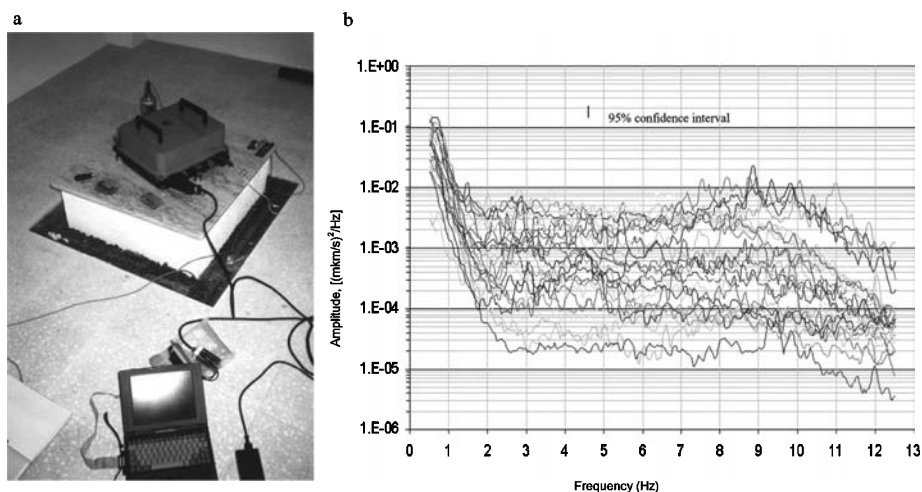 a
b
1.E+00
1.E-01
1.E-02
1.E-03
1.E-04
1.E-05
1.E-06
Amplitude, [(mkm/s)²/Hz]
95% confidence interval
0 1 2 3 4 5 6 7 8 9 10 11 12 13
Frequency (Hz)